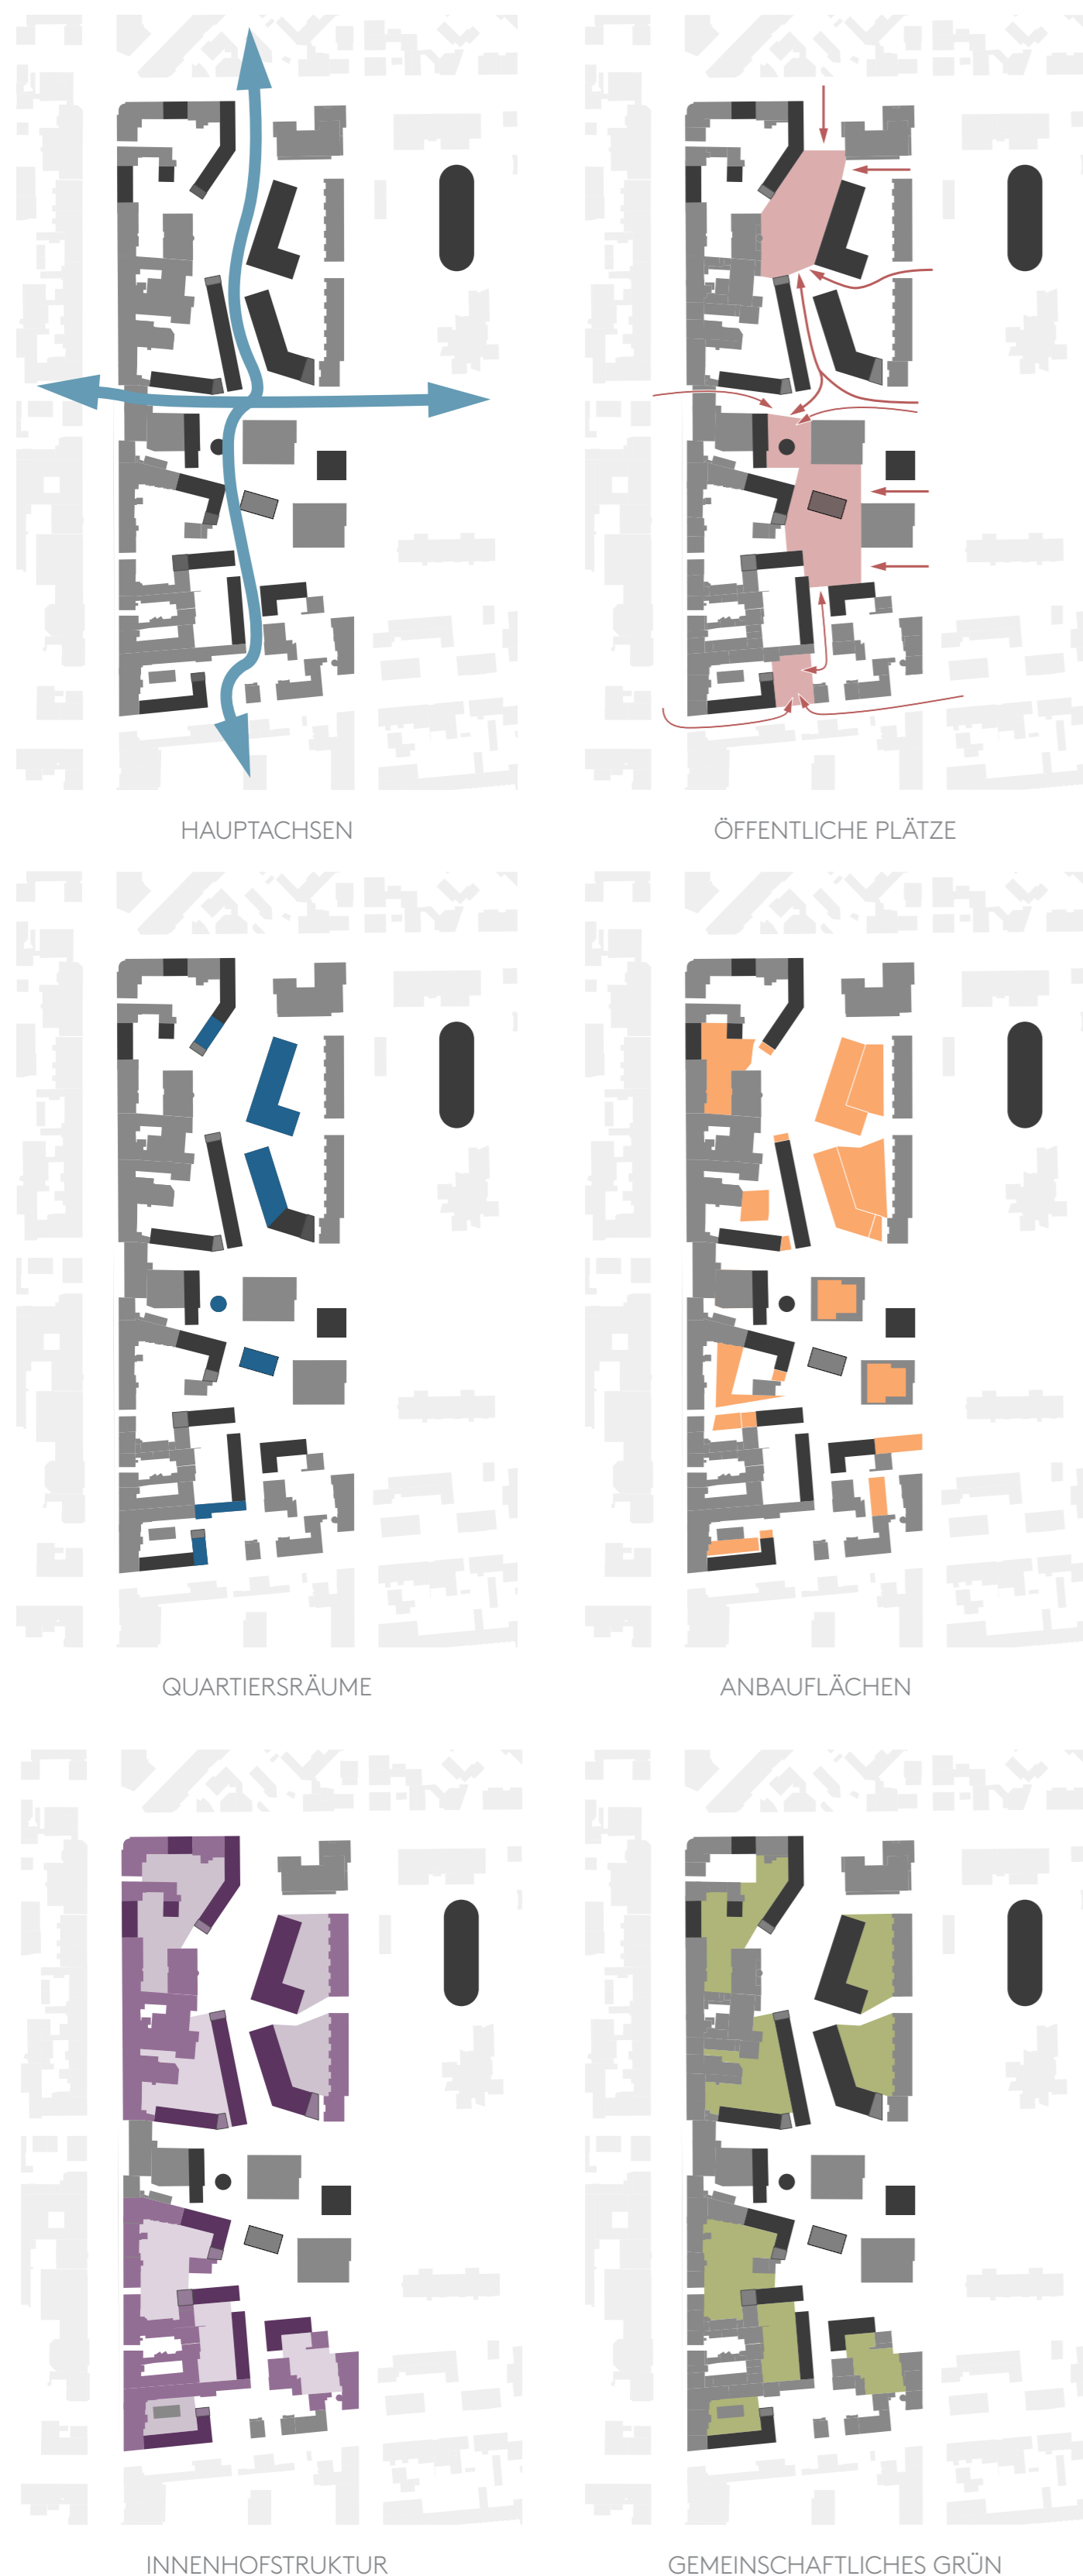 HAUPTACHSEN
ÖFFENTLICHE PLÄTZE
QUARTIERSRÄUME
ANBAUFLÄCHEN
INNENHOFSTRUKTUR
GEMEINSCHAFTLICHES GRÜN